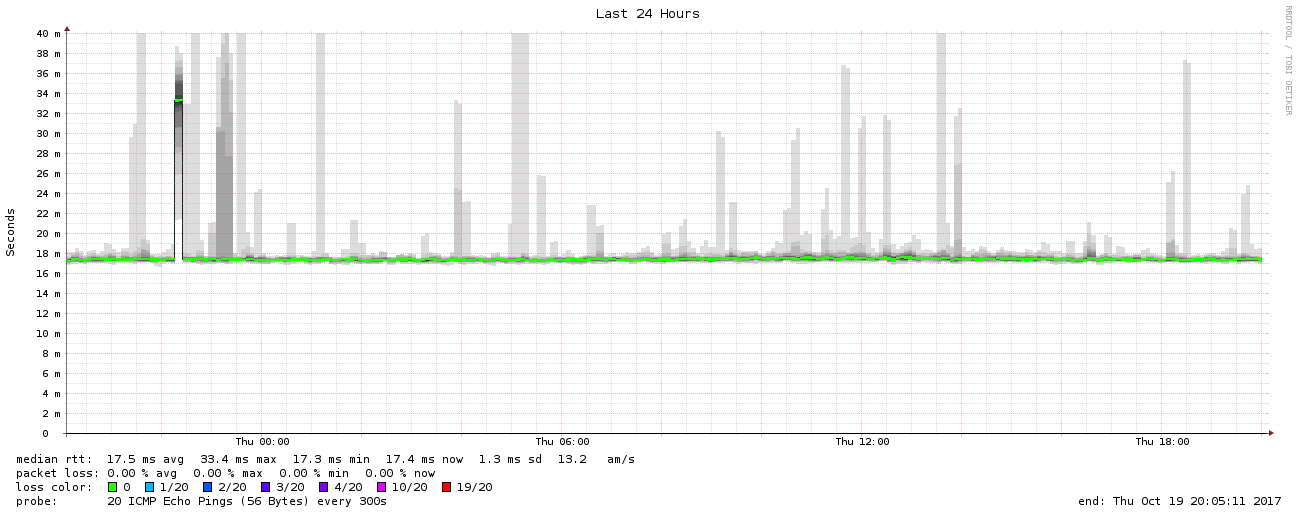 Last 24 Hours
RRDTOOL / TOBI OETIKER
Seconds
40 m
38 m
36 m
34 m
32 m
30 m
28 m
26 m
24 m
22 m
20 m
18 m
16 m
14 m
12 m
10 m
8 m
6 m
4 m
2 m
0
Thu 00:00 Thu 06:00 Thu 12:00 Thu 18:00
median rtt: 17.5 ms avg 33.4 ms max 17.3 ms min 17.4 ms now 1.3 ms sd 13.2 am/s
packet loss: 0.00 % avg 0.00 % max 0.00 % min 0.00 % now
loss color: 0 1/20 2/20 3/20 4/20 10/20 19/20
probe: 20 ICMP Echo Pings (56 Bytes) every 300s end: Thu Oct 19 20:05:11 2017